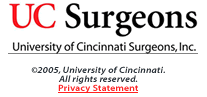 UC Surgeons
University of Cincinnati Surgeons, Inc.
©2005, University of Cincinnati.
All rights reserved.
Privacy Statement